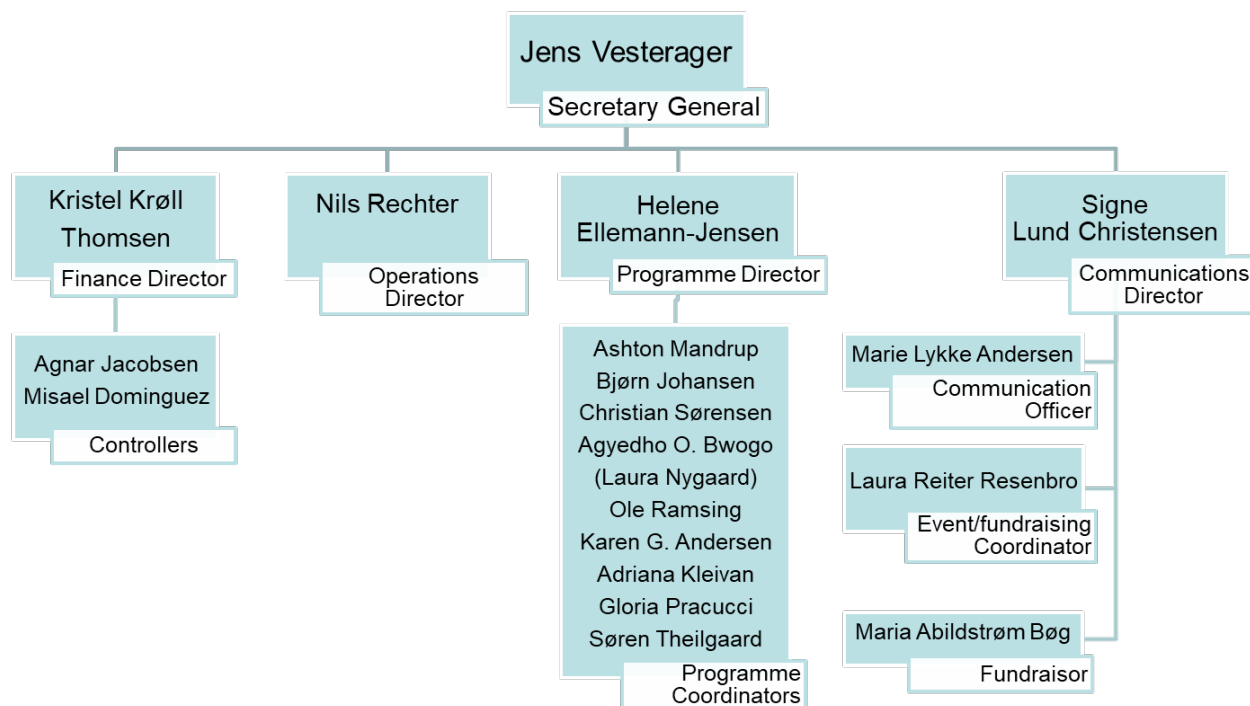 Jens Vesterager
Secretary General
Kristel Krøll
Thomsen
Finance Director
Agnar Jacobsen
Misael Dominguez
Controllers
Nils Rechter
Operations
Director
Helene
Ellemann-Jensen
Programme Director
Ashton Mandrup
Bjørn Johansen
Christian Sørensen
Agyedho O. Bwogo
(Laura Nygaard)
Ole Ramsing
Karen G. Andersen
Adriana Kleivan
Gloria Pracucci
Søren Theilgaard
Programme
Coordinators
Signe
Lund Christensen
Communications
Director
Marie Lykke Andersen
Communication
Officer
Laura Reiter Resenbro
Event/fundraising
Coordinator
Maria Abildstrøm Bøg
Fundraisor